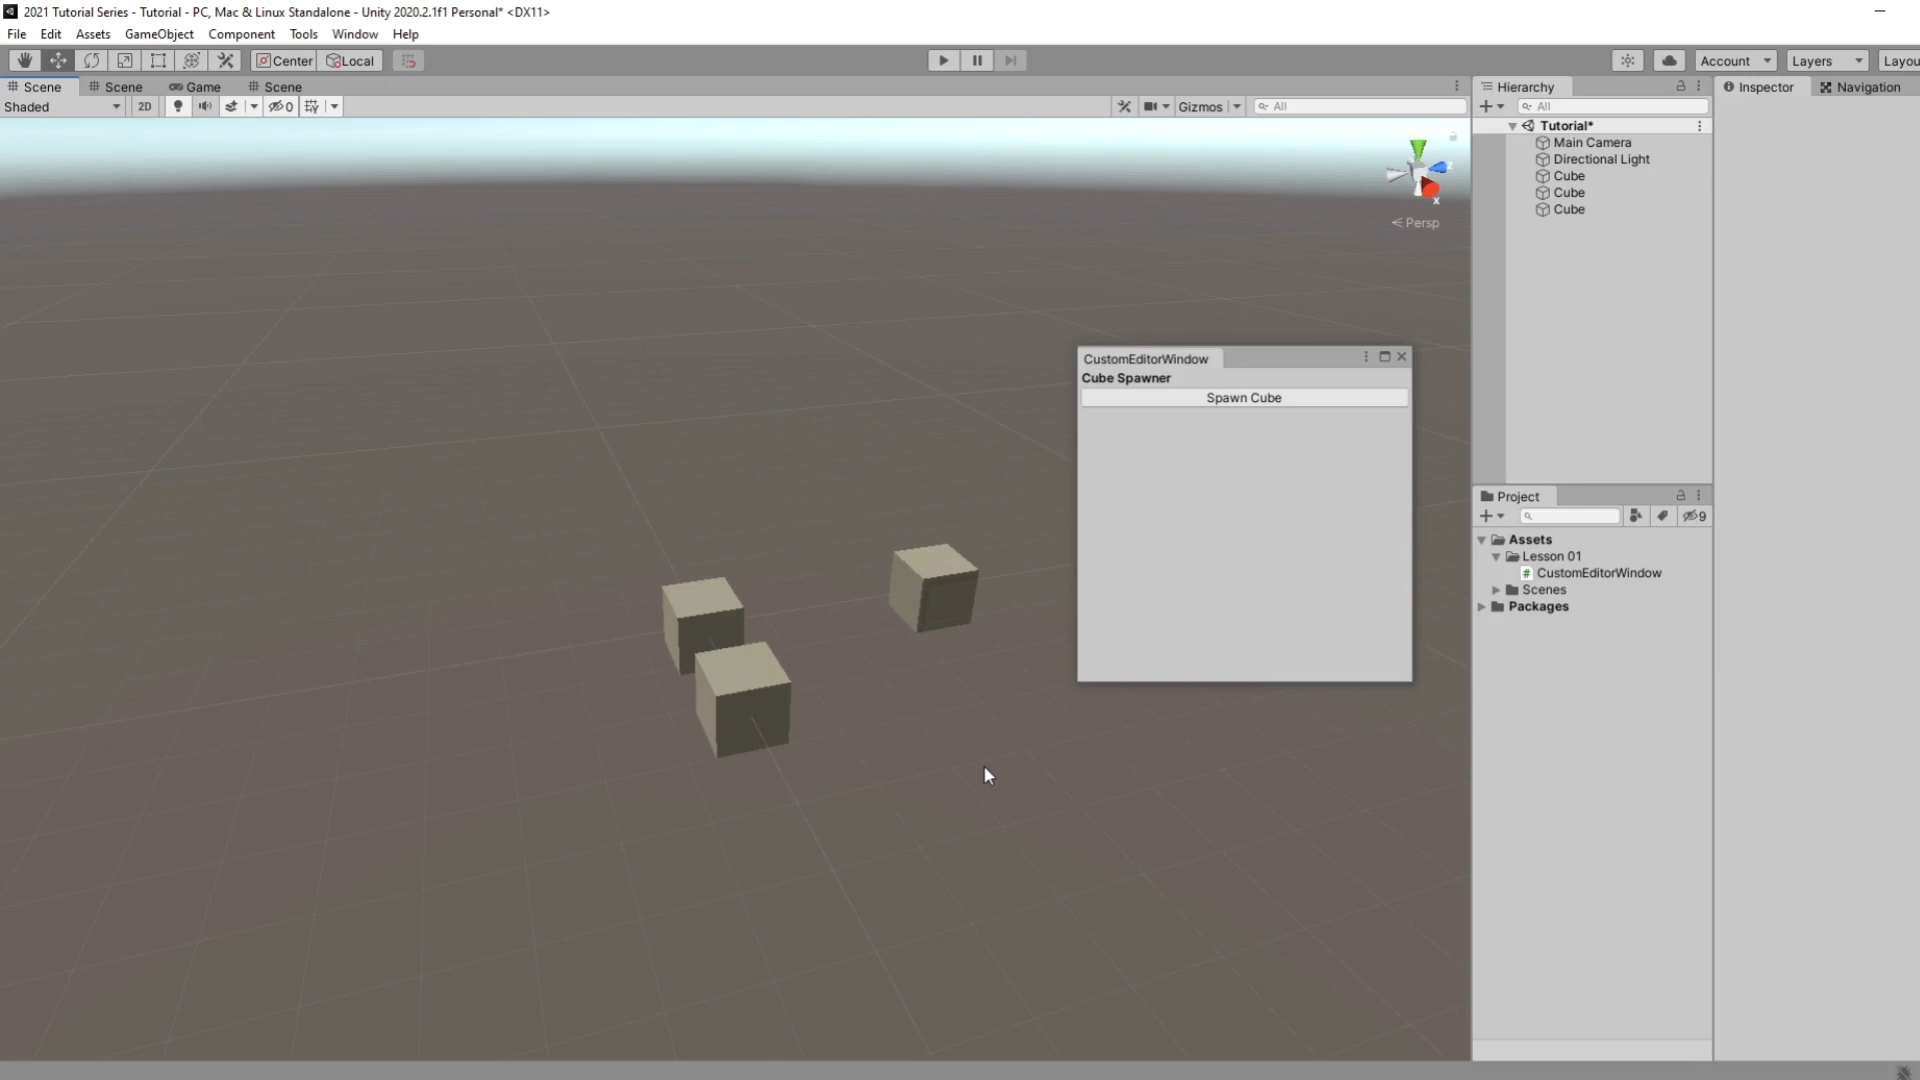 2021 Tutorial Series - Tutorial - PC, Mac & Linux Standalone - Unity 2020.2.1f1 Personal* <DX11>
File Edit Assets GameObject Component Tools Window Help
Center Local Account Layers Layou
Scene Scene Game Scene
Shaded 2D 0 Gizmos All
x
Persp
CustomEditorWindow
Cube Spawner
Spawn Cube
Hierarchy
All
Tutorial*
Main Camera
Directional Light
Cube
Cube
Cube
Project
9
Assets
Lesson 01
# CustomEditorWindow
Scenes
Packages
Inspector Navigation